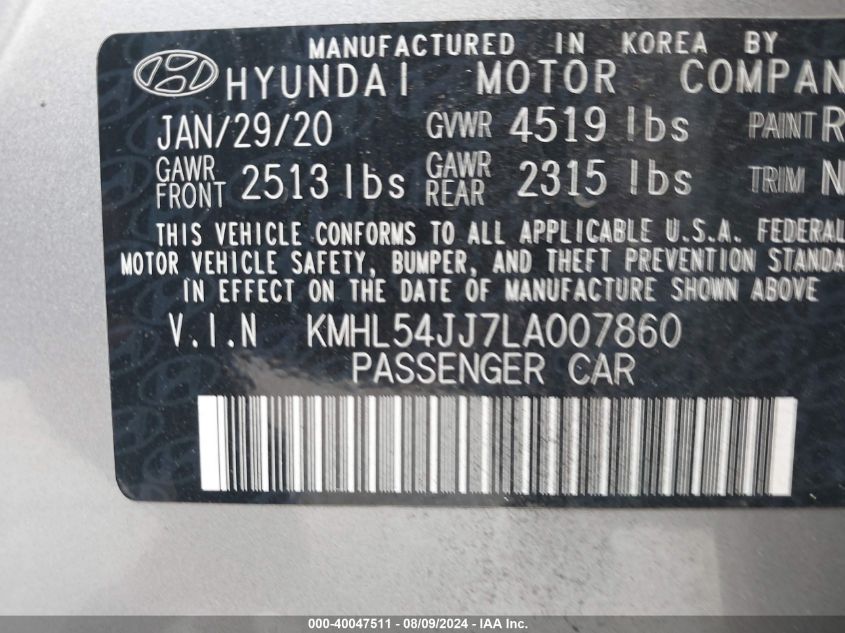 MANUFACTURED IN KOREA BY
HYUNDAI MOTOR COMPAN
JAN/29/20 GVWR 4519 lbs PAINT R
GAWR FRONT 2513 lbs GAWR REAR 2315 lbs TRIM N
THIS VEHICLE CONFORMS TO ALL APPLICABLE U.S.A. FEDERAL
MOTOR VEHICLE SAFETY, BUMPER, AND THEFT PREVENTION STANDA
IN EFFECT ON THE DATE OF MANUFACTURE SHOWN ABOVE
V.I.N KMHL54JJ7LA007860
PASSENGER CAR
000-40047511 - 08/09/2024 - IAA Inc.